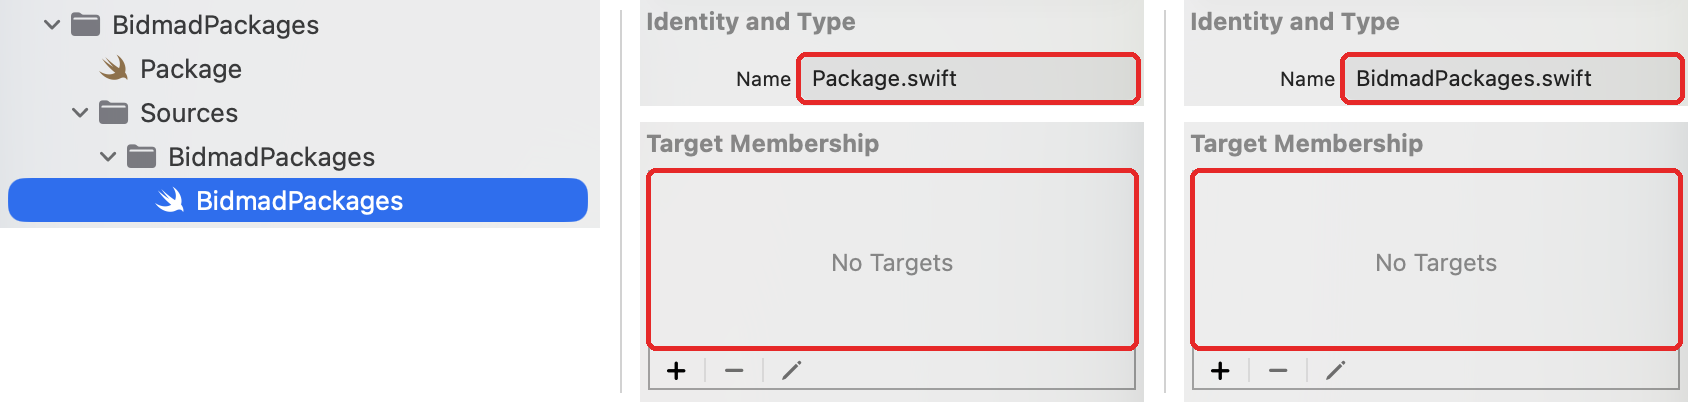 BidmadPackages
Package
Sources
BidmadPackages
BidmadPackages
Identity and Type
Name Package.swift
Target Membership
No Targets
Identity and Type
Name BidmadPackages.swift
Target Membership
No Targets